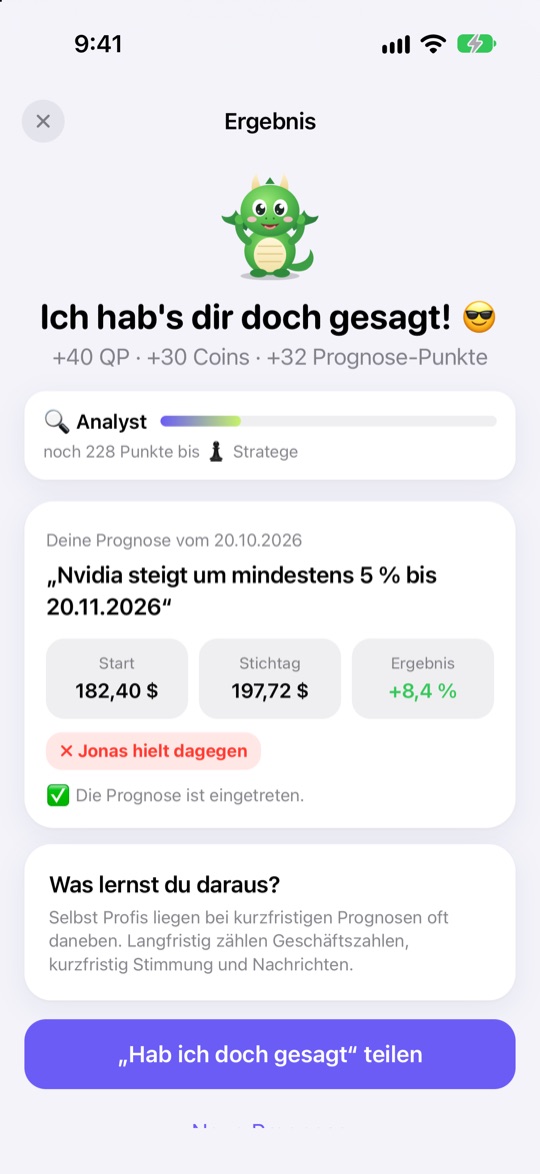 9:41
Ergebnis
Ich hab's dir doch gesagt! 😎
+40 QP · +30 Coins · +32 Prognose-Punkte
🔍 Analyst
noch 228 Punkte bis ♟ Stratege
Deine Prognose vom 20.10.2026
„Nvidia steigt um mindestens 5 % bis
20.11.2026“
Start
182,40 $
Stichtag
197,72 $
Ergebnis
+8,4 %
✕ Jonas hielt dagegen
✅ Die Prognose ist eingetreten.
Was lernst du daraus?
Selbst Profis liegen bei kurzfristigen Prognosen oft
daneben. Langfristig zählen Geschäftszahlen,
kurzfristig Stimmung und Nachrichten.
„Hab ich doch gesagt“ teilen